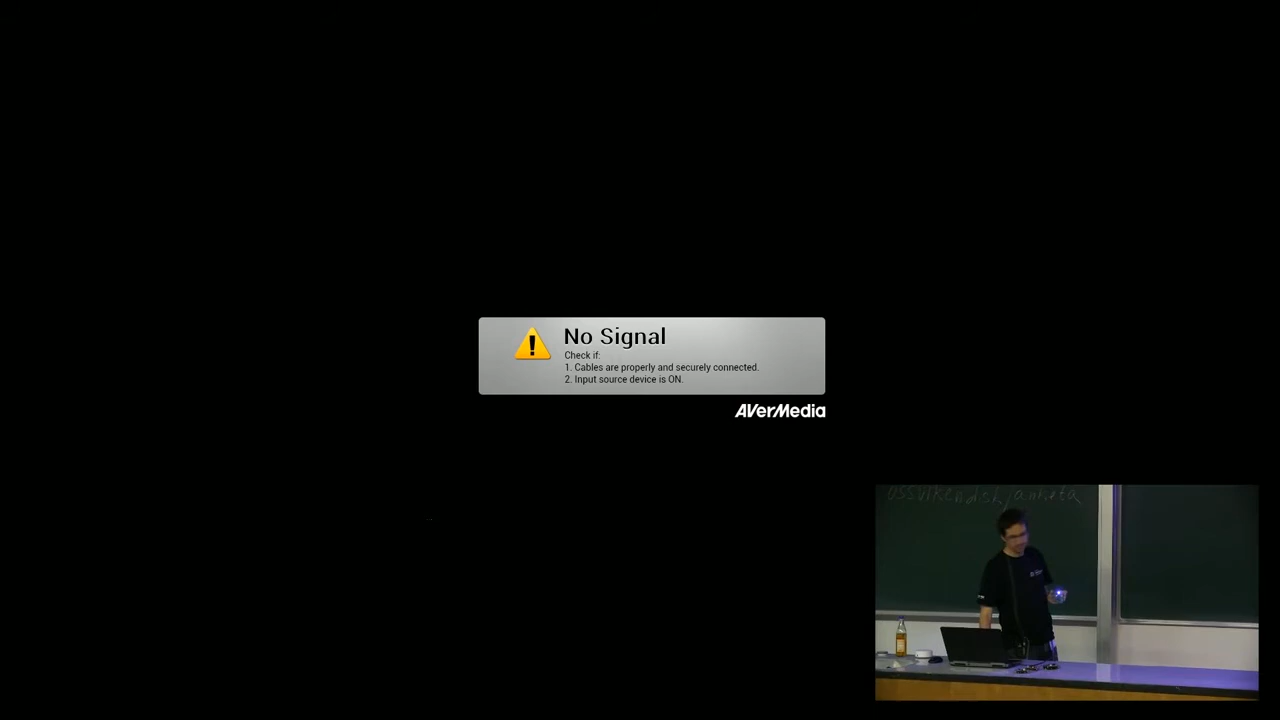 No Signal
Check if:
1. Cables are properly and securely connected.
2. Input source device is ON.
AVerMedia